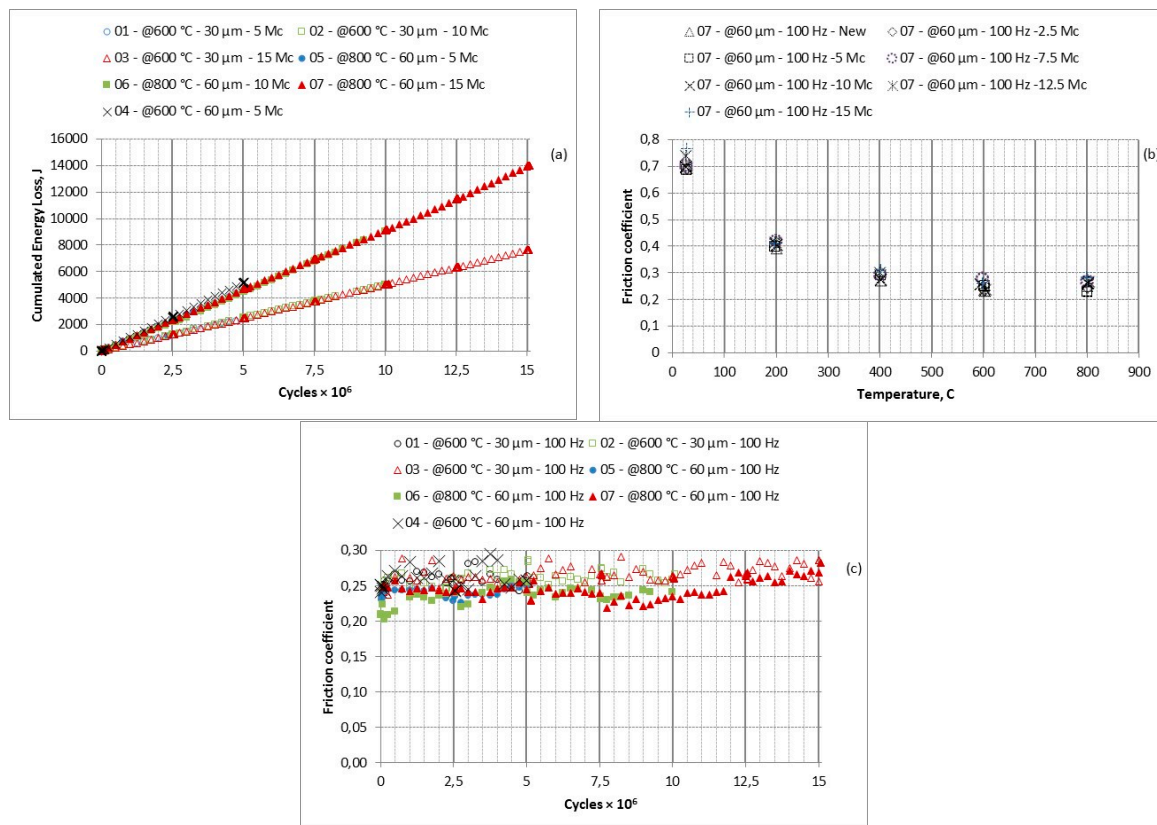 01 - @600 °C - 30 µm - 5 Mc 02 - @600 °C - 30 µm - 10 Mc
03 - @600 °C - 30 µm - 15 Mc 05 - @800 °C - 60 µm - 5 Mc
06 - @800 °C - 60 µm - 10 Mc 07 - @800 °C - 60 µm - 15 Mc
04 - @600 °C - 60 µm - 5 Mc
16000
14000
12000
10000
8000
6000
4000
2000
0
Cumulated Energy Loss, J
(a)
0 2,5 5 7,5 10 12,5 15
Cycles × 10⁶
07 - @60 µm - 100 Hz - New 07 - @60 µm - 100 Hz -2.5 Mc
07 - @60 µm - 100 Hz -5 Mc 07 - @60 µm - 100 Hz -7.5 Mc
07 - @60 µm - 100 Hz -10 Mc 07 - @60 µm - 100 Hz -12.5 Mc
07 - @60 µm - 100 Hz -15 Mc
0,8
0,7
0,6
0,5
0,4
0,3
0,2
0,1
0
Friction coefficient
(b)
0 100 200 300 400 500 600 700 800 900
Temperature, C
01 - @600 °C - 30 µm - 100 Hz 02 - @600 °C - 30 µm - 100 Hz
03 - @600 °C - 30 µm - 100 Hz 05 - @800 °C - 60 µm - 100 Hz
06 - @800 °C - 60 µm - 100 Hz 07 - @800 °C - 60 µm - 100 Hz
04 - @600 °C - 60 µm - 100 Hz
0,30
0,25
0,20
0,15
0,10
0,05
0,00
Friction coefficient
(c)
0 2,5 5 7,5 10 12,5 15
Cycles × 10⁶